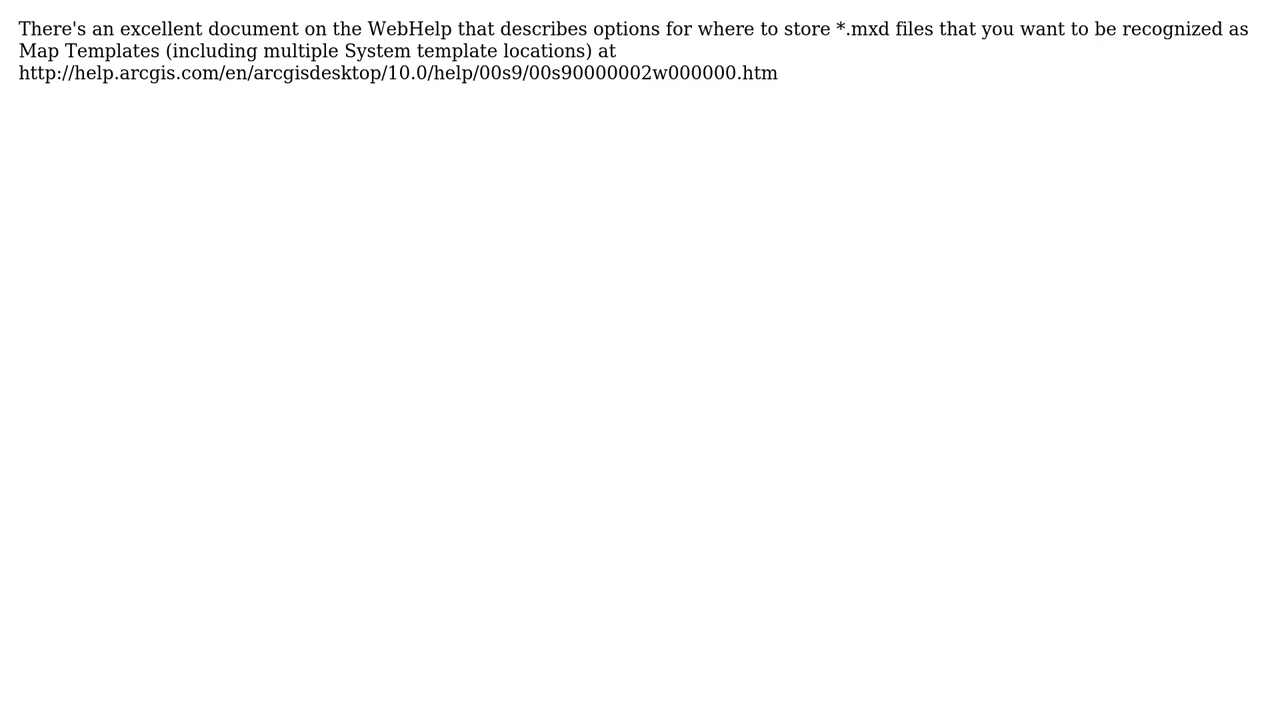 There's an excellent document on the WebHelp that describes options for where to store *.mxd files that you want to be recognized as
Map Templates (including multiple System template locations) at
http://help.arcgis.com/en/arcgisdesktop/10.0/help/00s9/00s90000002w000000.htm